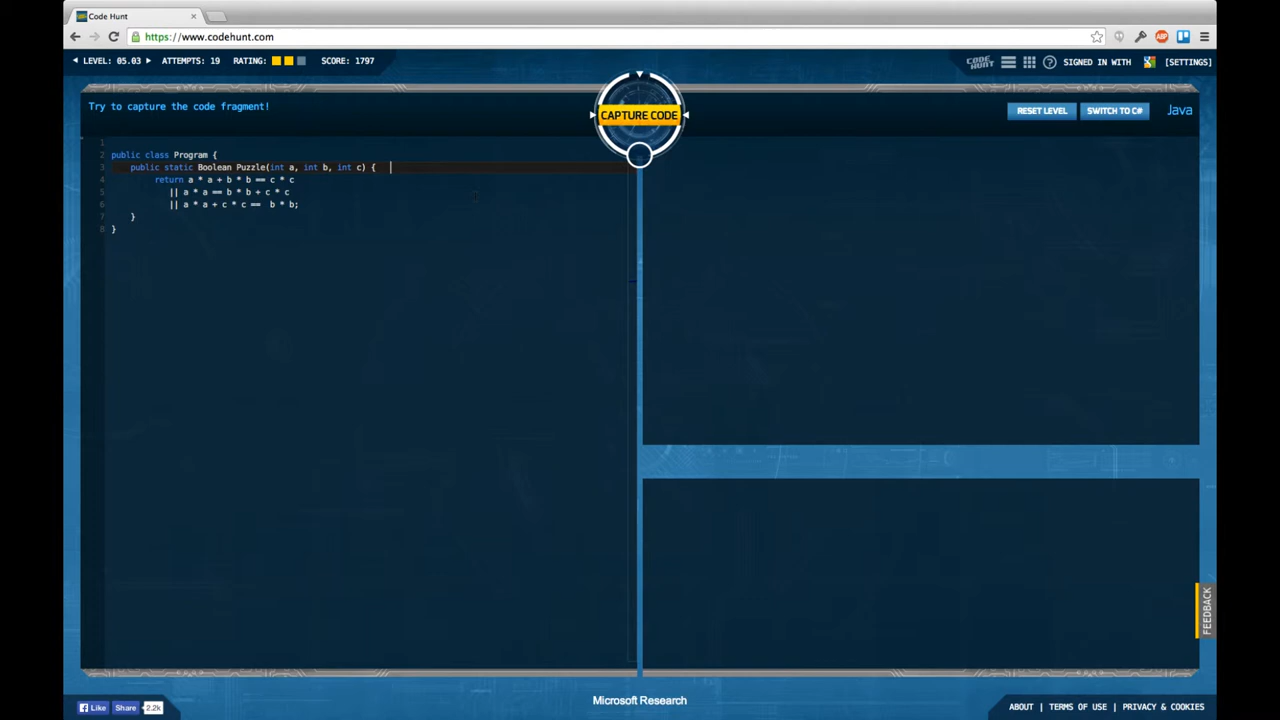 Code Hunt
https://www.codehunt.com
LEVEL: 05.03 ATTEMPTS: 19 RATING: SCORE: 1797
CODE HUNT SIGNED IN WITH [SETTINGS]
Try to capture the code fragment!
CAPTURE CODE
RESET LEVEL SWITCH TO C# Java
1
2 public class Program {
3 public static Boolean Puzzle(int a, int b, int c) {
4 return a * a + b * b == c * c
5 || a * a == b * b + c * c
6 || a * a + c * c == b * b;
7 }
8 }
FEEDBACK
Microsoft Research
Like Share 2.2k
ABOUT | TERMS OF USE | PRIVACY & COOKIES